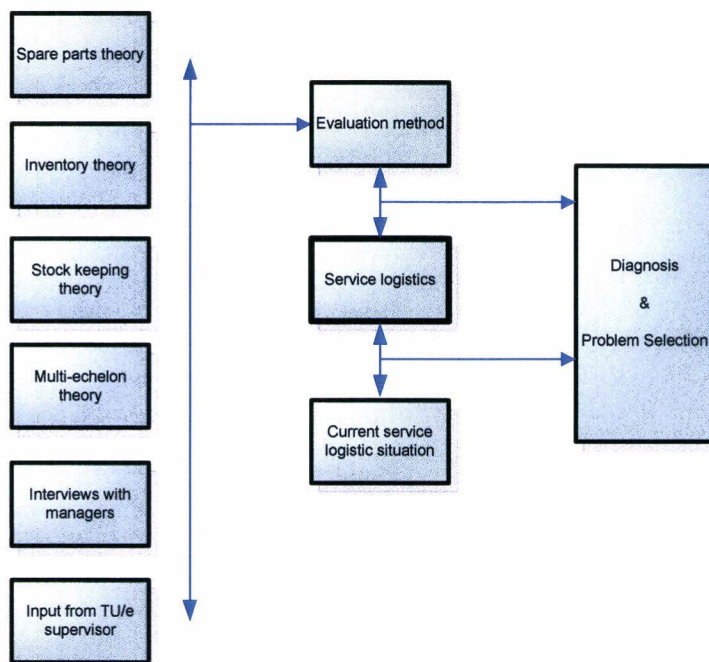 Spare parts theory
Inventory theory
Stock keeping
theory
Multi-echelon
theory
Interviews with
managers
Input from TU/e
supervisor
Evaluation method
Service logistics
Current service
logistic situation
Diagnosis
&
Problem Selection